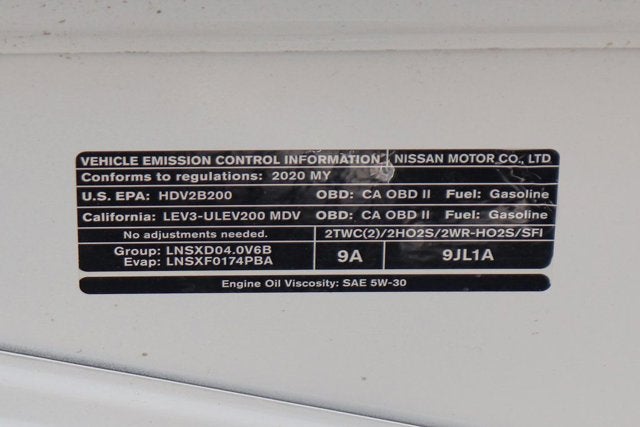 VEHICLE EMISSION CONTROL INFORMATION NISSAN MOTOR CO., LTD
Conforms to regulations: 2020 MY
U.S. EPA: HDV2B200 OBD: CA OBD II Fuel: Gasoline
California: LEV3-ULEV200 MDV OBD: CA OBD II Fuel: Gasoline
No adjustments needed. 2TWC(2)/2HO2S/2WR-HO2S/SFI
Group: LNSXD04.0V6B
Evap: LNSXF0174PBA
9A 9JL1A
Engine Oil Viscosity: SAE 5W-30